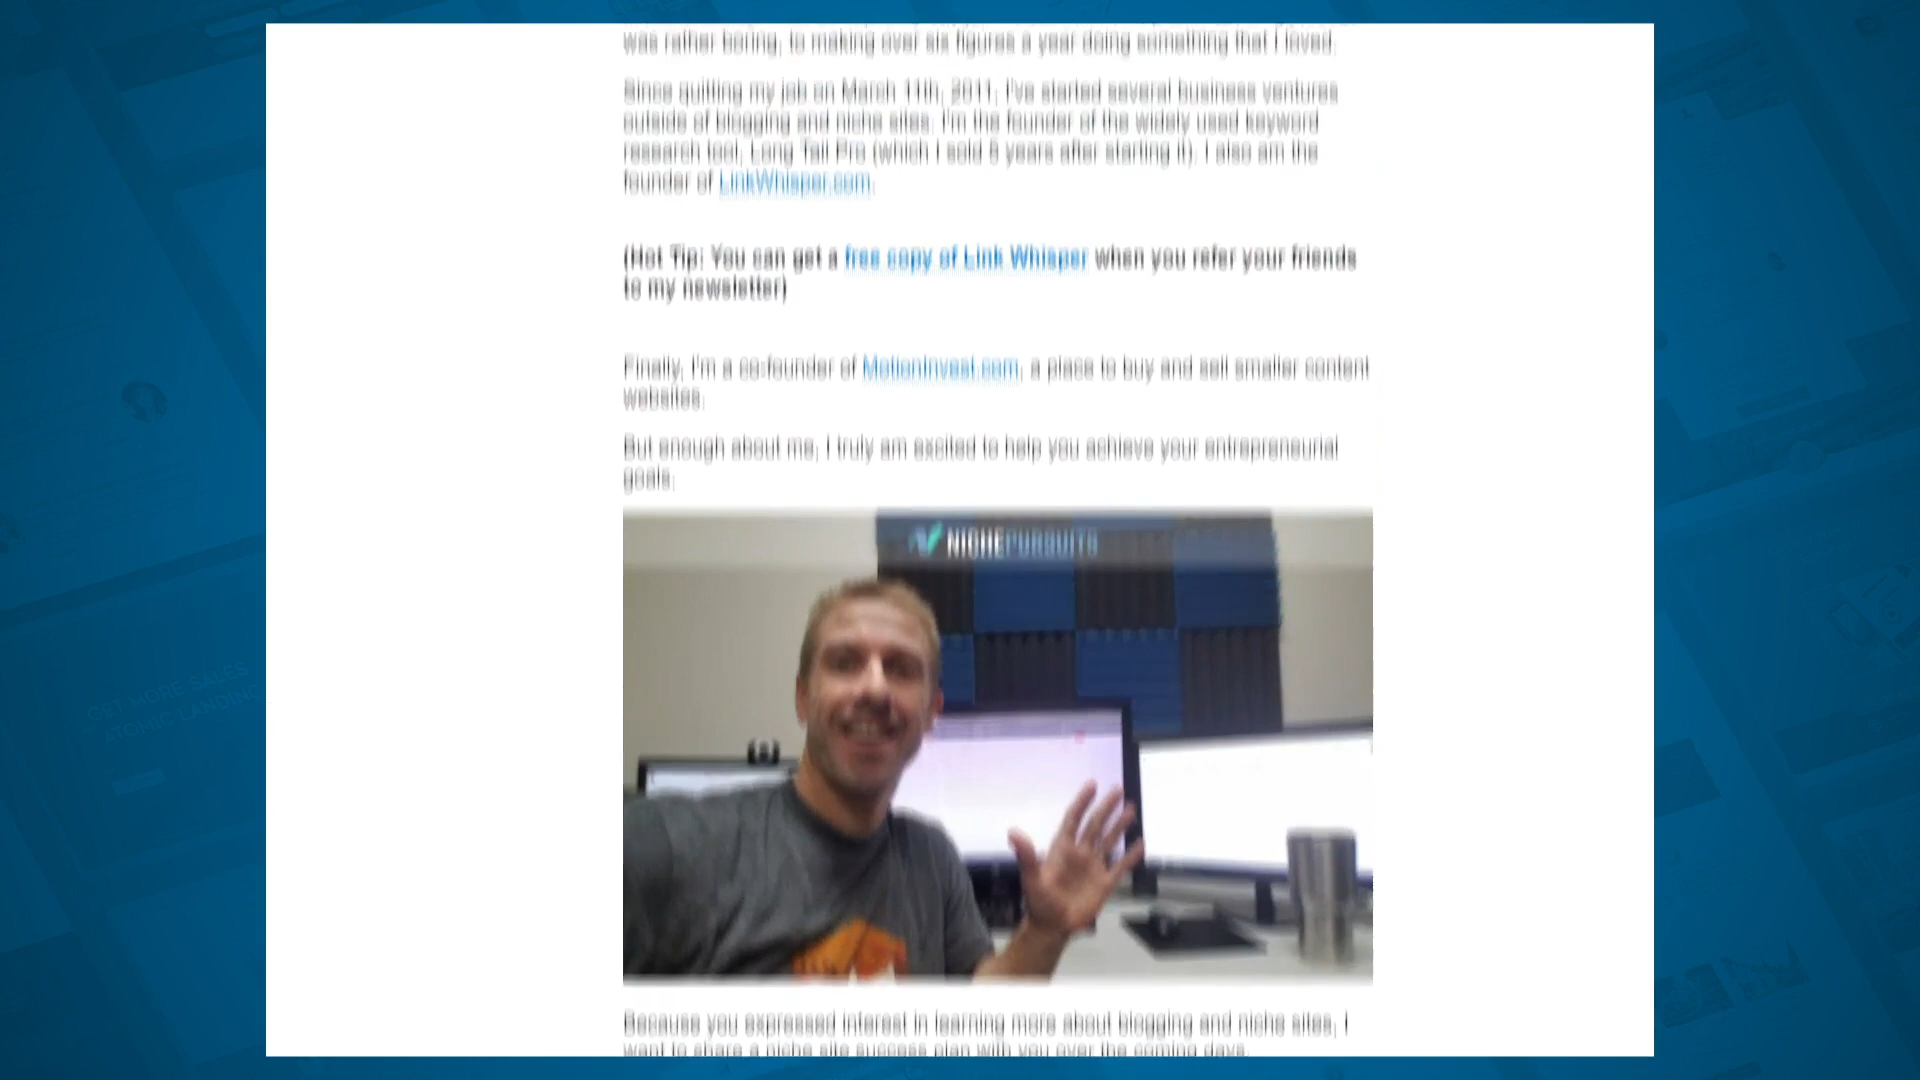 was rather boring, to making over six figures a year doing something that I loved.
Since quitting my job on March 11th, 2011, I've started several business ventures
outside of blogging and niche sites. I'm the founder of the widely used keyword
research tool, Long Tail Pro (which I sold 5 years after starting it). I also am the
founder of LinkWhisper.com.
(Hot Tip: You can get a free copy of Link Whisper when you refer your friends
to my newsletter)
Finally, I'm a co-founder of MotionInvest.com, a place to buy and sell smaller content
websites.
But enough about me, I truly am excited to help you achieve your entrepreneurial
goals.
NICHEPURSUITS
Because you expressed interest in learning more about blogging and niche sites, I
want to share a niche site success plan with you over the coming days.
GET MORE SALES
ATOMIC LANDING